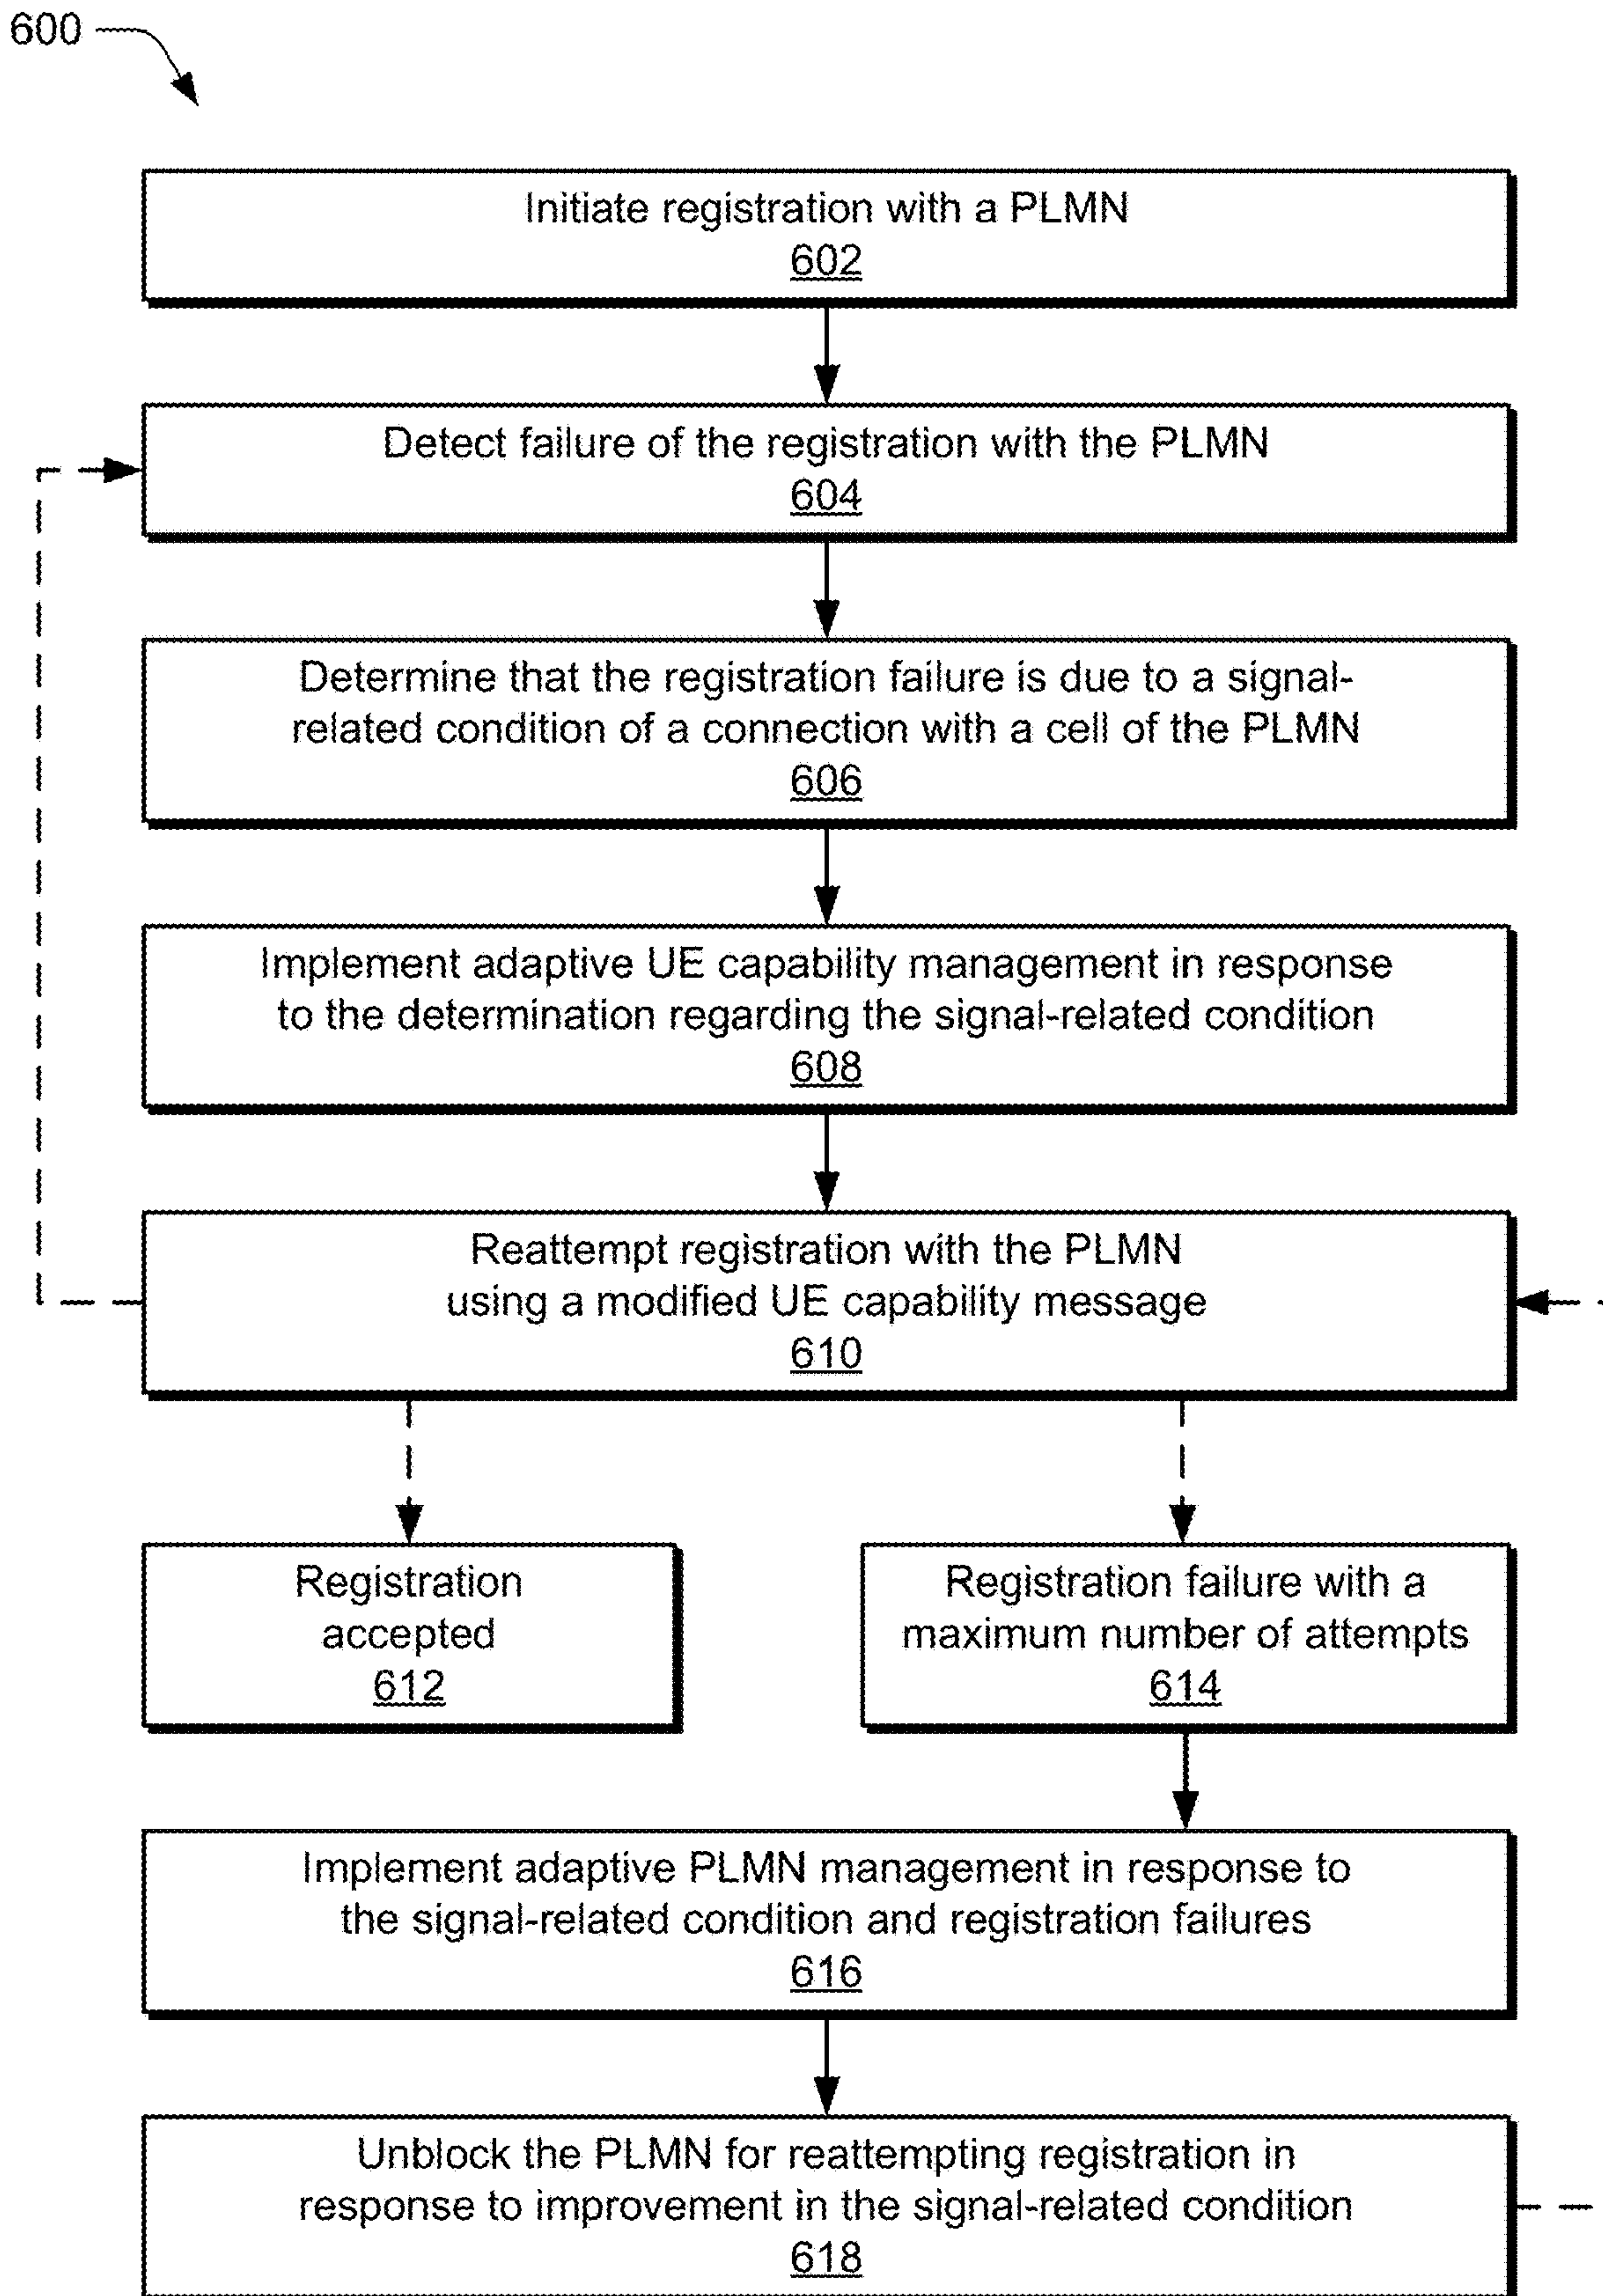 600
Initiate registration with a PLMN
602
Detect failure of the registration with the PLMN
604
Determine that the registration failure is due to a signal-
related condition of a connection with a cell of the PLMN
606
Implement adaptive UE capability management in response
to the determination regarding the signal-related condition
608
Reattempt registration with the PLMN
using a modified UE capability message
610
Registration
accepted
612
Registration failure with a
maximum number of attempts
614
Implement adaptive PLMN management in response to
the signal-related condition and registration failures
616
Unblock the PLMN for reattempting registration in
response to improvement in the signal-related condition
618